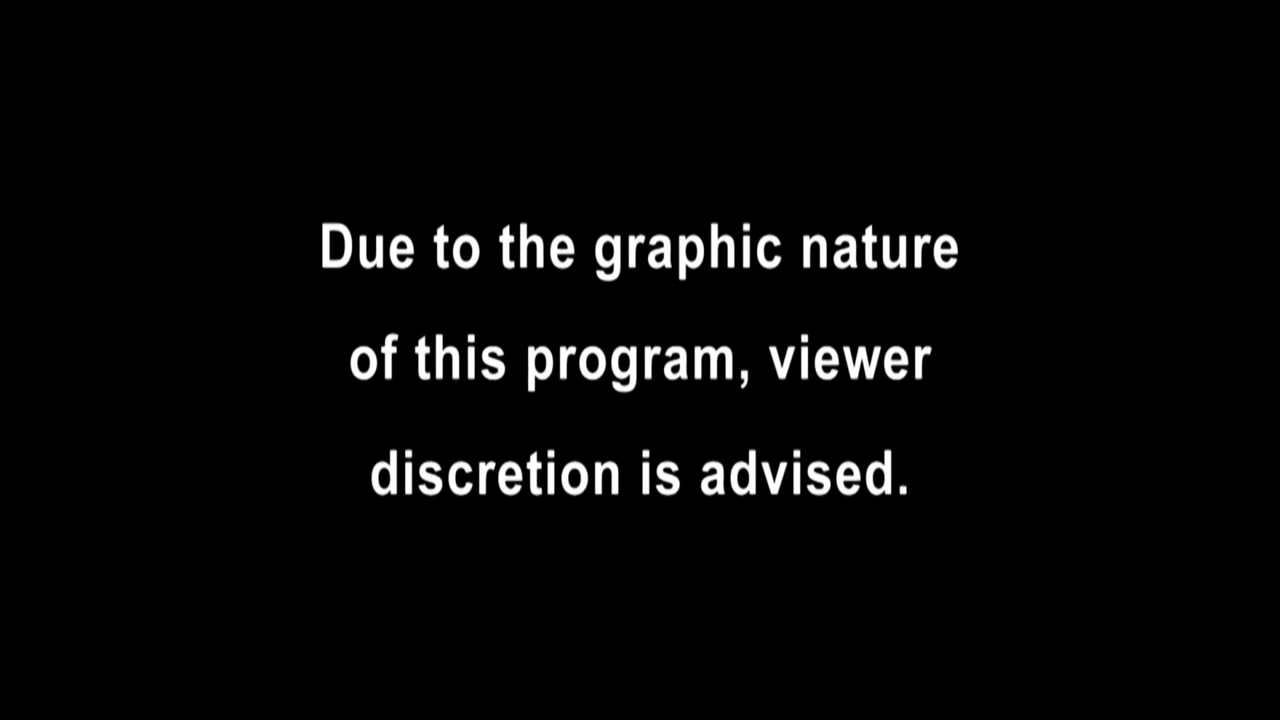 Due to the graphic nature
of this program, viewer
discretion is advised.